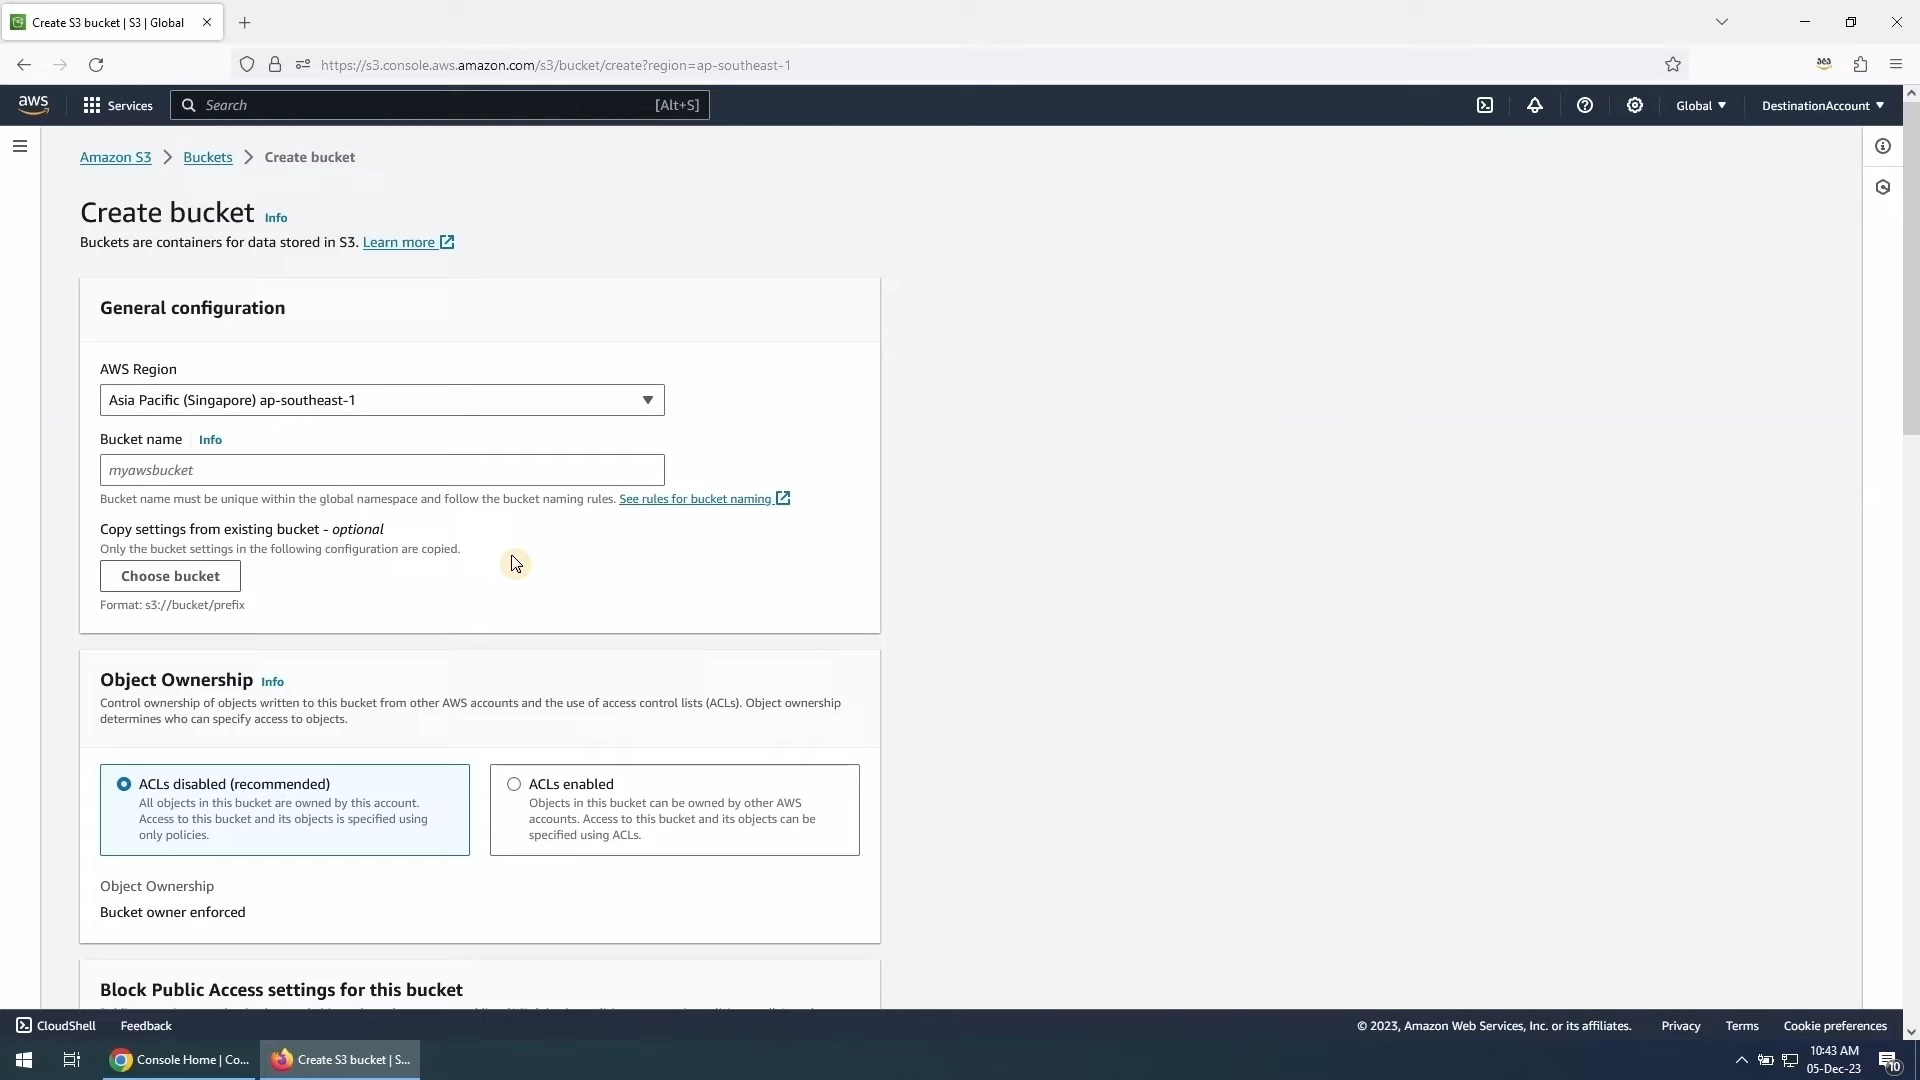 Create S3 bucket | S3 | Global
https://s3.console.aws.amazon.com/s3/bucket/create?region=ap-southeast-1
aws
Services
Search
[Alt+S]
Global
DestinationAccount
Amazon S3 > Buckets > Create bucket
Create bucket Info
Buckets are containers for data stored in S3. Learn more
General configuration
AWS Region
Asia Pacific (Singapore) ap-southeast-1
Bucket name Info
myawsbucket
Bucket name must be unique within the global namespace and follow the bucket naming rules. See rules for bucket naming
Copy settings from existing bucket - optional
Only the bucket settings in the following configuration are copied.
Choose bucket
Format: s3://bucket/prefix
Object Ownership Info
Control ownership of objects written to this bucket from other AWS accounts and the use of access control lists (ACLs). Object ownership
determines who can specify access to objects.
ACLs disabled (recommended)
All objects in this bucket are owned by this account.
Access to this bucket and its objects is specified using
only policies.
ACLs enabled
Objects in this bucket can be owned by other AWS
accounts. Access to this bucket and its objects can be
specified using ACLs.
Object Ownership
Bucket owner enforced
Block Public Access settings for this bucket
CloudShell
Feedback
© 2023, Amazon Web Services, Inc. or its affiliates.
Privacy
Terms
Cookie preferences
Console Home | Co...
Create S3 bucket | S...
10:43 AM
05-Dec-23
10